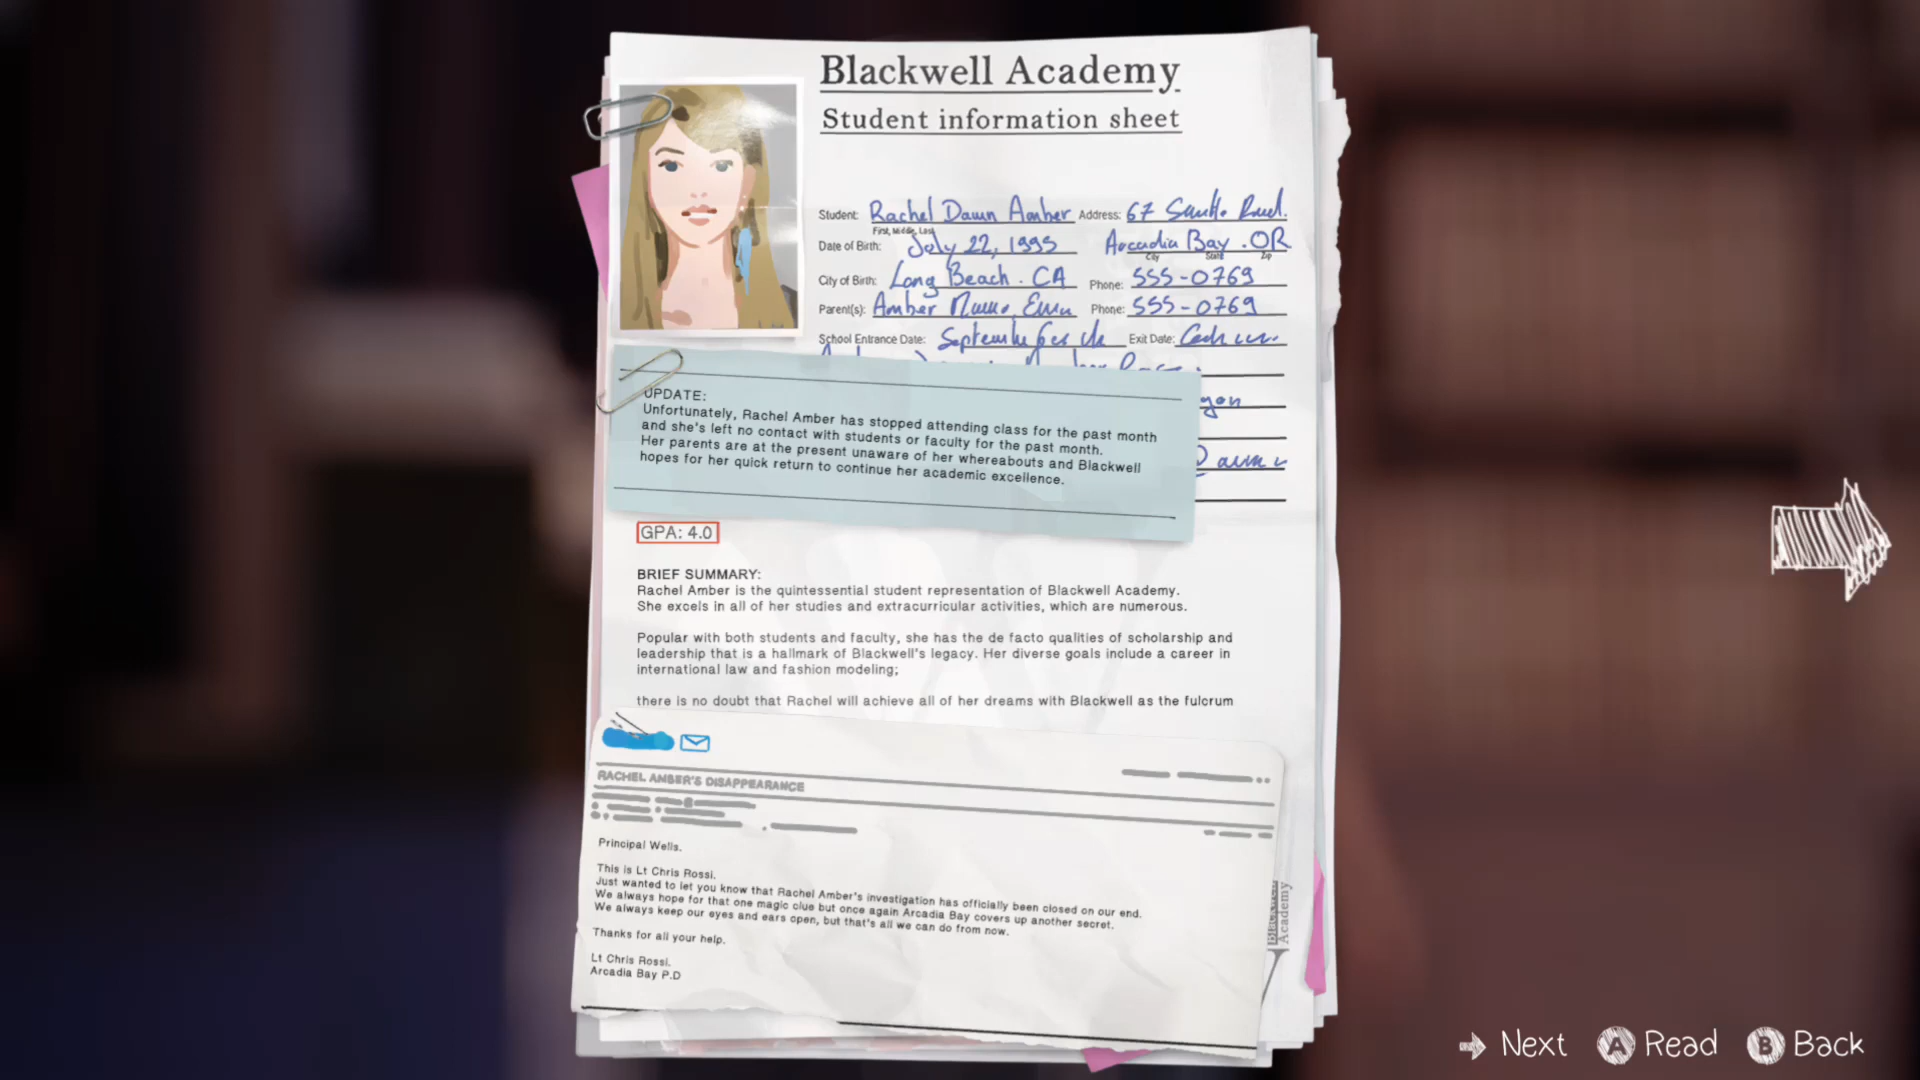 Blackwell Academy
Student information sheet
Student: Rachel Dawn Amber Address: 67
First, Middle, Last
Date of Birth: July 22, 1995 Arcadia Bay . OR
City State Zip
City of Birth: Long Beach . CA Phone: 555-0769
Parent(s): Amber Phone: 555-0769
School Entrance Date: Exit Date:
UPDATE:
Unfortunately, Rachel Amber has stopped attending class for the past month
and she's left no contact with students or faculty for the past month.
Her parents are at the present unaware of her whereabouts and Blackwell
hopes for her quick return to continue her academic excellence.
GPA: 4.0
BRIEF SUMMARY:
Rachel Amber is the quintessential student representation of Blackwell Academy.
She excels in all of her studies and extracurricular activities, which are numerous.
Popular with both students and faculty, she has the de facto qualities of scholarship and
leadership that is a hallmark of Blackwell's legacy. Her diverse goals include a career in
international law and fashion modeling;
there is no doubt that Rachel will achieve all of her dreams with Blackwell as the fulcrum
RACHEL AMBER'S DISAPPEARANCE
Principal Wells.
This is Lt Chris Rossi.
Just wanted to let you know that Rachel Amber's investigation has officially been closed on our end.
We always hope for that one magic clue but once again Arcadia Bay covers up another secret.
We always keep our eyes and ears open, but that's all we can do from now.
Thanks for all your help.
Lt Chris Rossi.
Arcadia Bay P.D
Blackwell
Academy
Next A Read B Back